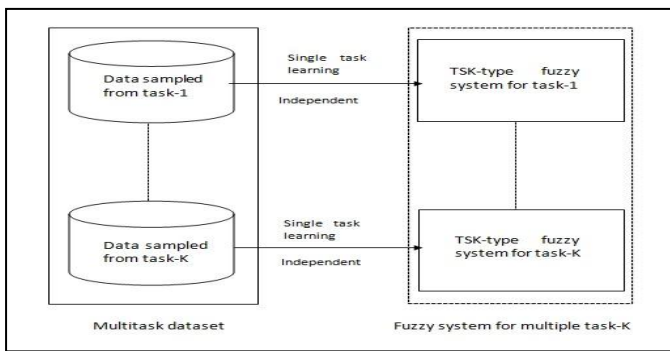 Data sampled
from task-1
Single task
learning
Independent
TSK-type fuzzy
system for task-1
Data sampled
from task-K
Single task
learning
Independent
TSK-type fuzzy
system for task-K
Multitask dataset
Fuzzy system for multiple task-K